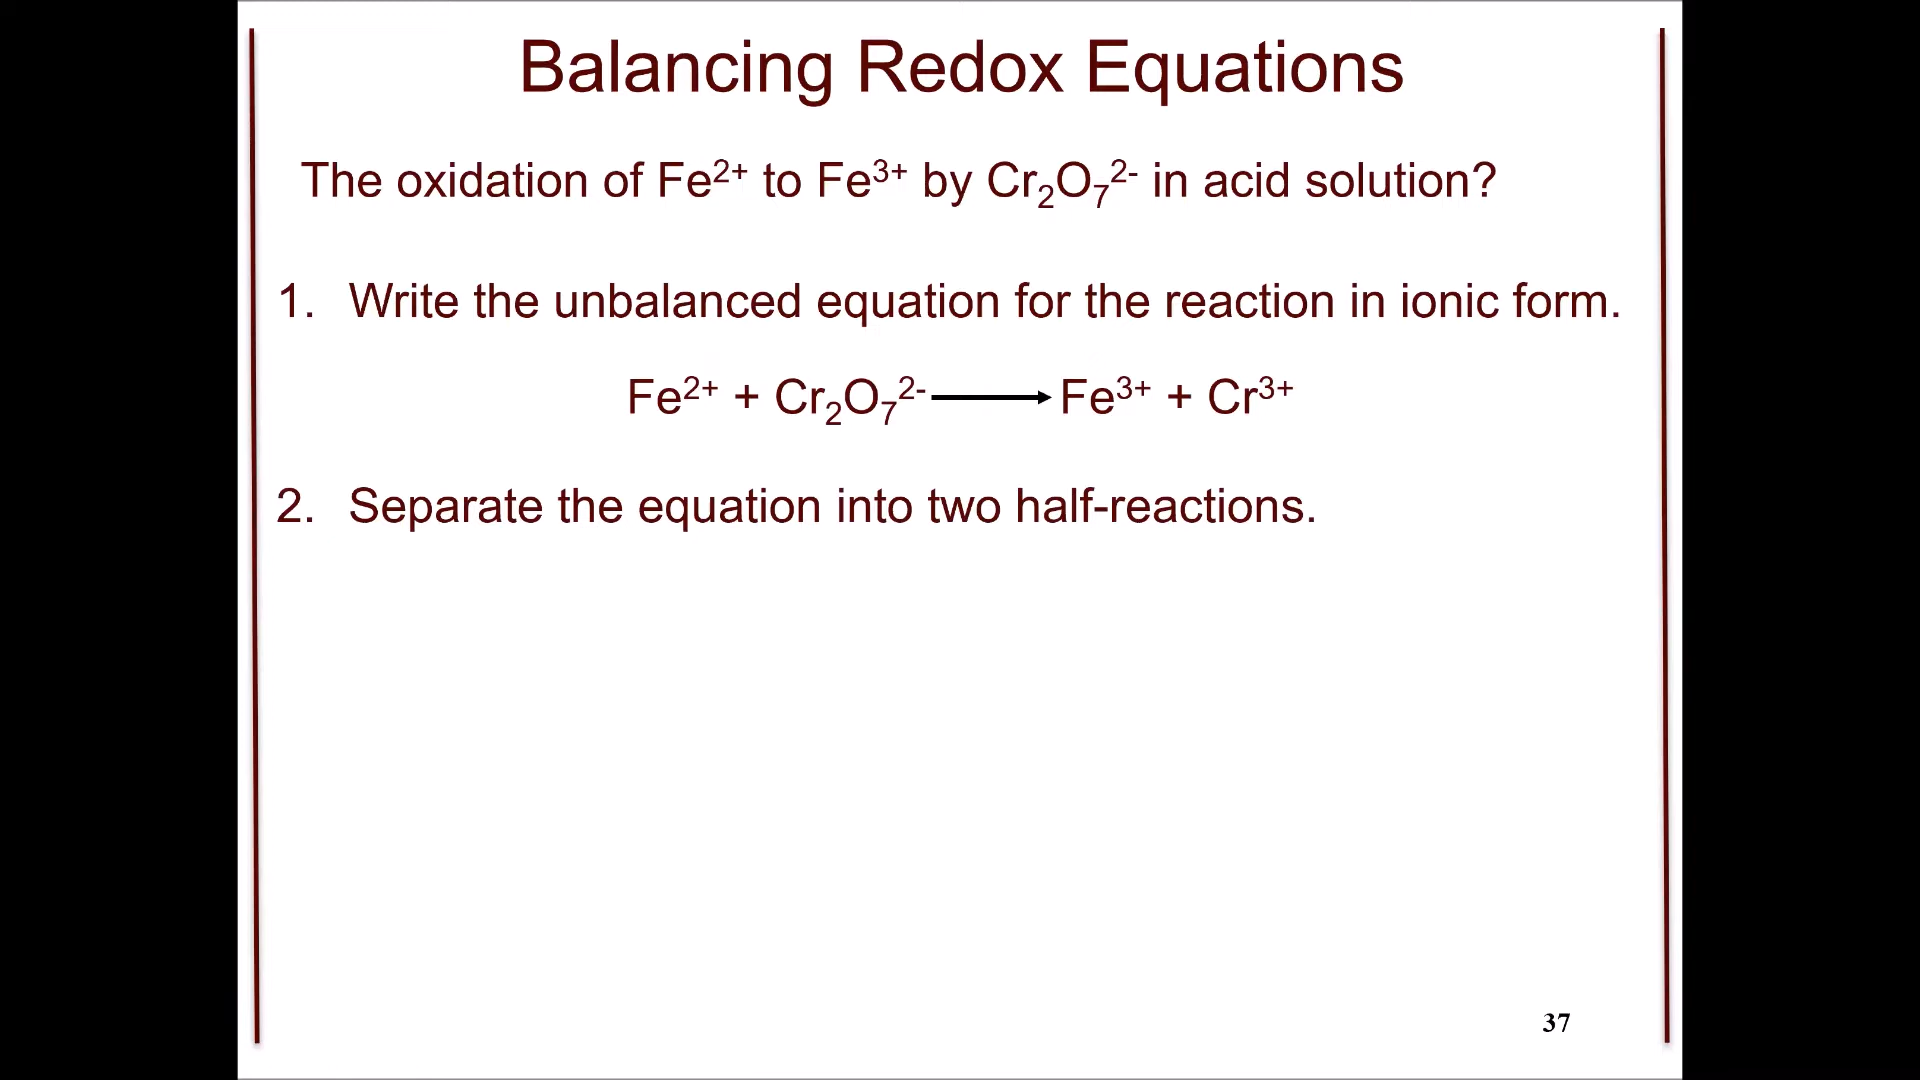 Balancing Redox Equations
The oxidation of Fe²⁺ to Fe³⁺ by Cr₂O₇²⁻ in acid solution?
1. Write the unbalanced equation for the reaction in ionic form.
Fe²⁺ + Cr₂O₇²⁻ → Fe³⁺ + Cr³⁺
2. Separate the equation into two half-reactions.
37